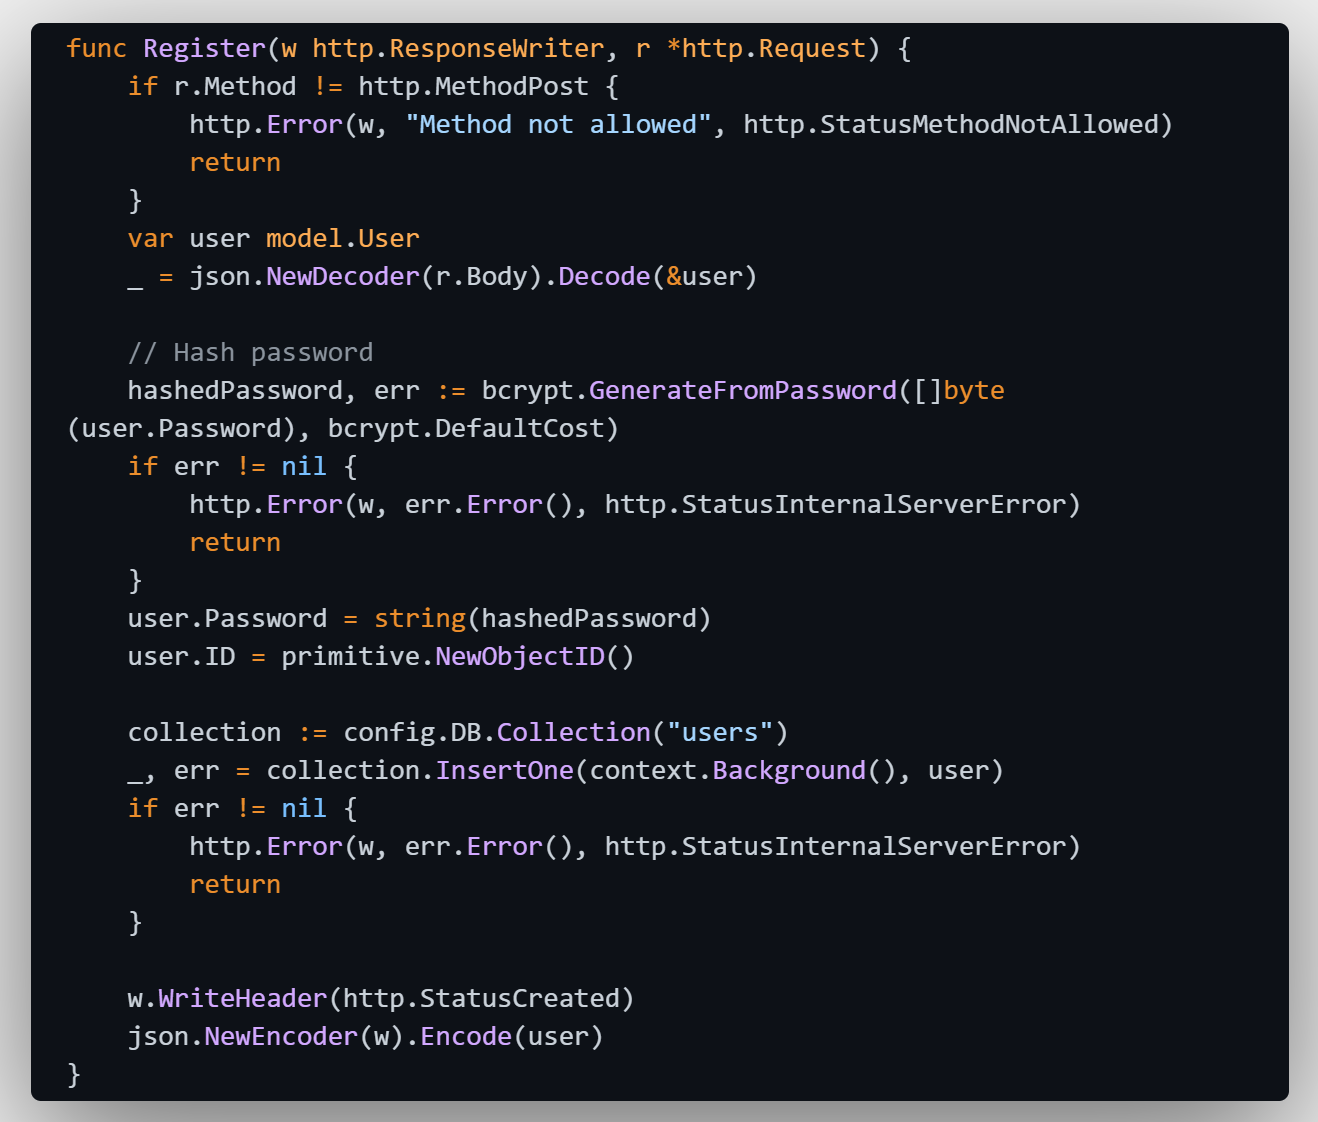 func Register(w http.ResponseWriter, r *http.Request) {
    if r.Method != http.MethodPost {
        http.Error(w, "Method not allowed", http.StatusMethodNotAllowed)
        return
    }
    var user model.User
    _ = json.NewDecoder(r.Body).Decode(&user)

    // Hash password
    hashedPassword, err := bcrypt.GenerateFromPassword([]byte
(user.Password), bcrypt.DefaultCost)
    if err != nil {
        http.Error(w, err.Error(), http.StatusInternalServerError)
        return
    }
    user.Password = string(hashedPassword)
    user.ID = primitive.NewObjectID()

    collection := config.DB.Collection("users")
    _, err = collection.InsertOne(context.Background(), user)
    if err != nil {
        http.Error(w, err.Error(), http.StatusInternalServerError)
        return
    }

    w.WriteHeader(http.StatusCreated)
    json.NewEncoder(w).Encode(user)
}